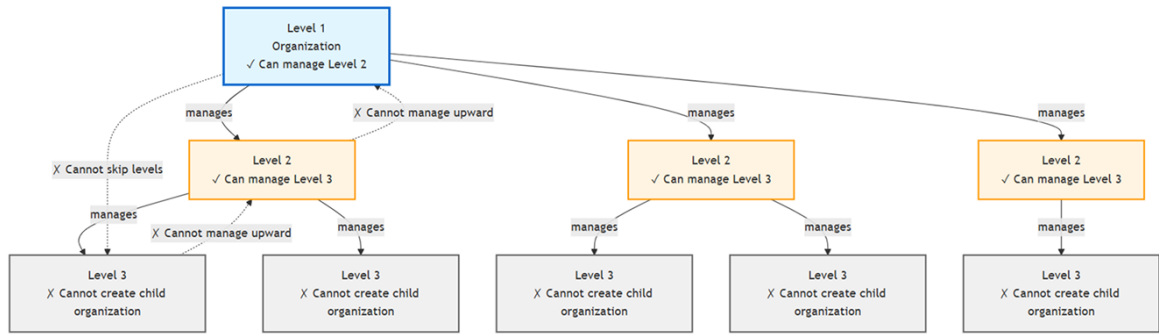 Level 1
Organization
✓ Can manage Level 2
manages
✗ Cannot manage upward
manages
manages
Level 2
✓ Can manage Level 3
Level 2
✓ Can manage Level 3
Level 2
✓ Can manage Level 3
✗ Cannot skip levels
manages
✗ Cannot manage upward
manages
manages
manages
manages
Level 3
✗ Cannot create child
organization
Level 3
✗ Cannot create child
organization
Level 3
✗ Cannot create child
organization
Level 3
✗ Cannot create child
organization
Level 3
✗ Cannot create child
organization